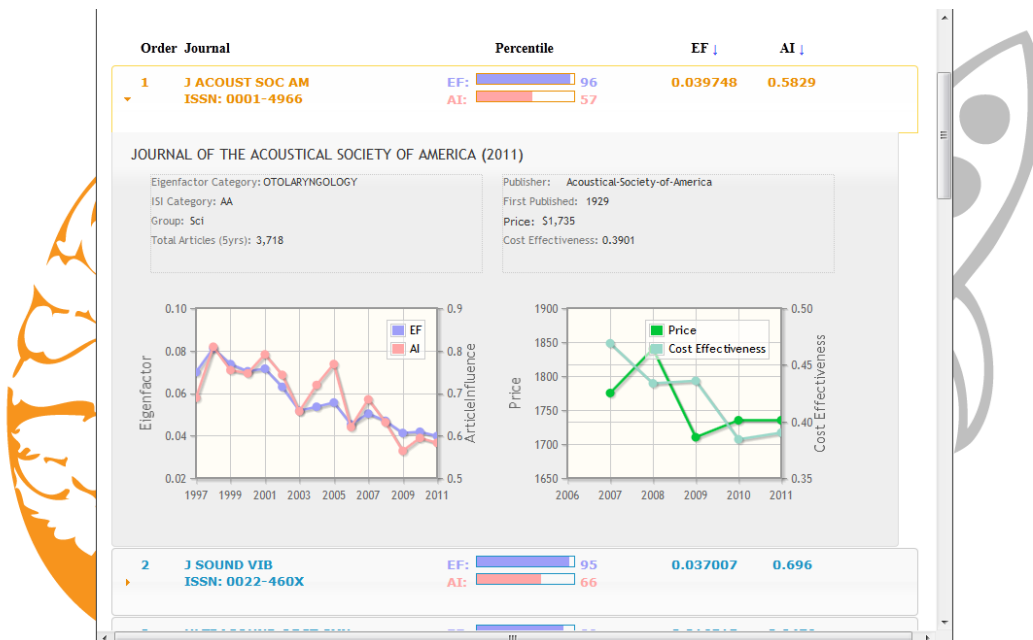 Order Journal Percentile EF ↓ AI ↓
1 J ACOUST SOC AM EF: 96 0.039748 0.5829
ISSN: 0001-4966 AI: 57
JOURNAL OF THE ACOUSTICAL SOCIETY OF AMERICA (2011)
Eigenfactor Category: OTOLARYNGOLOGY
ISI Category: AA
Group: Sci
Total Articles (5yrs): 3,718
Publisher: Acoustical-Society-of-America
First Published: 1929
Price: $1,735
Cost Effectiveness: 0.3901
0.10
0.08
0.06
0.04
0.02
Eigenfactor
EF
AI
0.9
0.8
0.7
0.6
0.5
ArticleInfluence
1997 1999 2001 2003 2005 2007 2009 2011
1900
1850
1800
1750
1700
1650
Price
Price
Cost Effectiveness
0.50
0.45
0.40
0.35
Cost Effectiveness
2006 2007 2008 2009 2010 2011
2 J SOUND VIB EF: 95 0.037007 0.696
ISSN: 0022-460X AI: 66